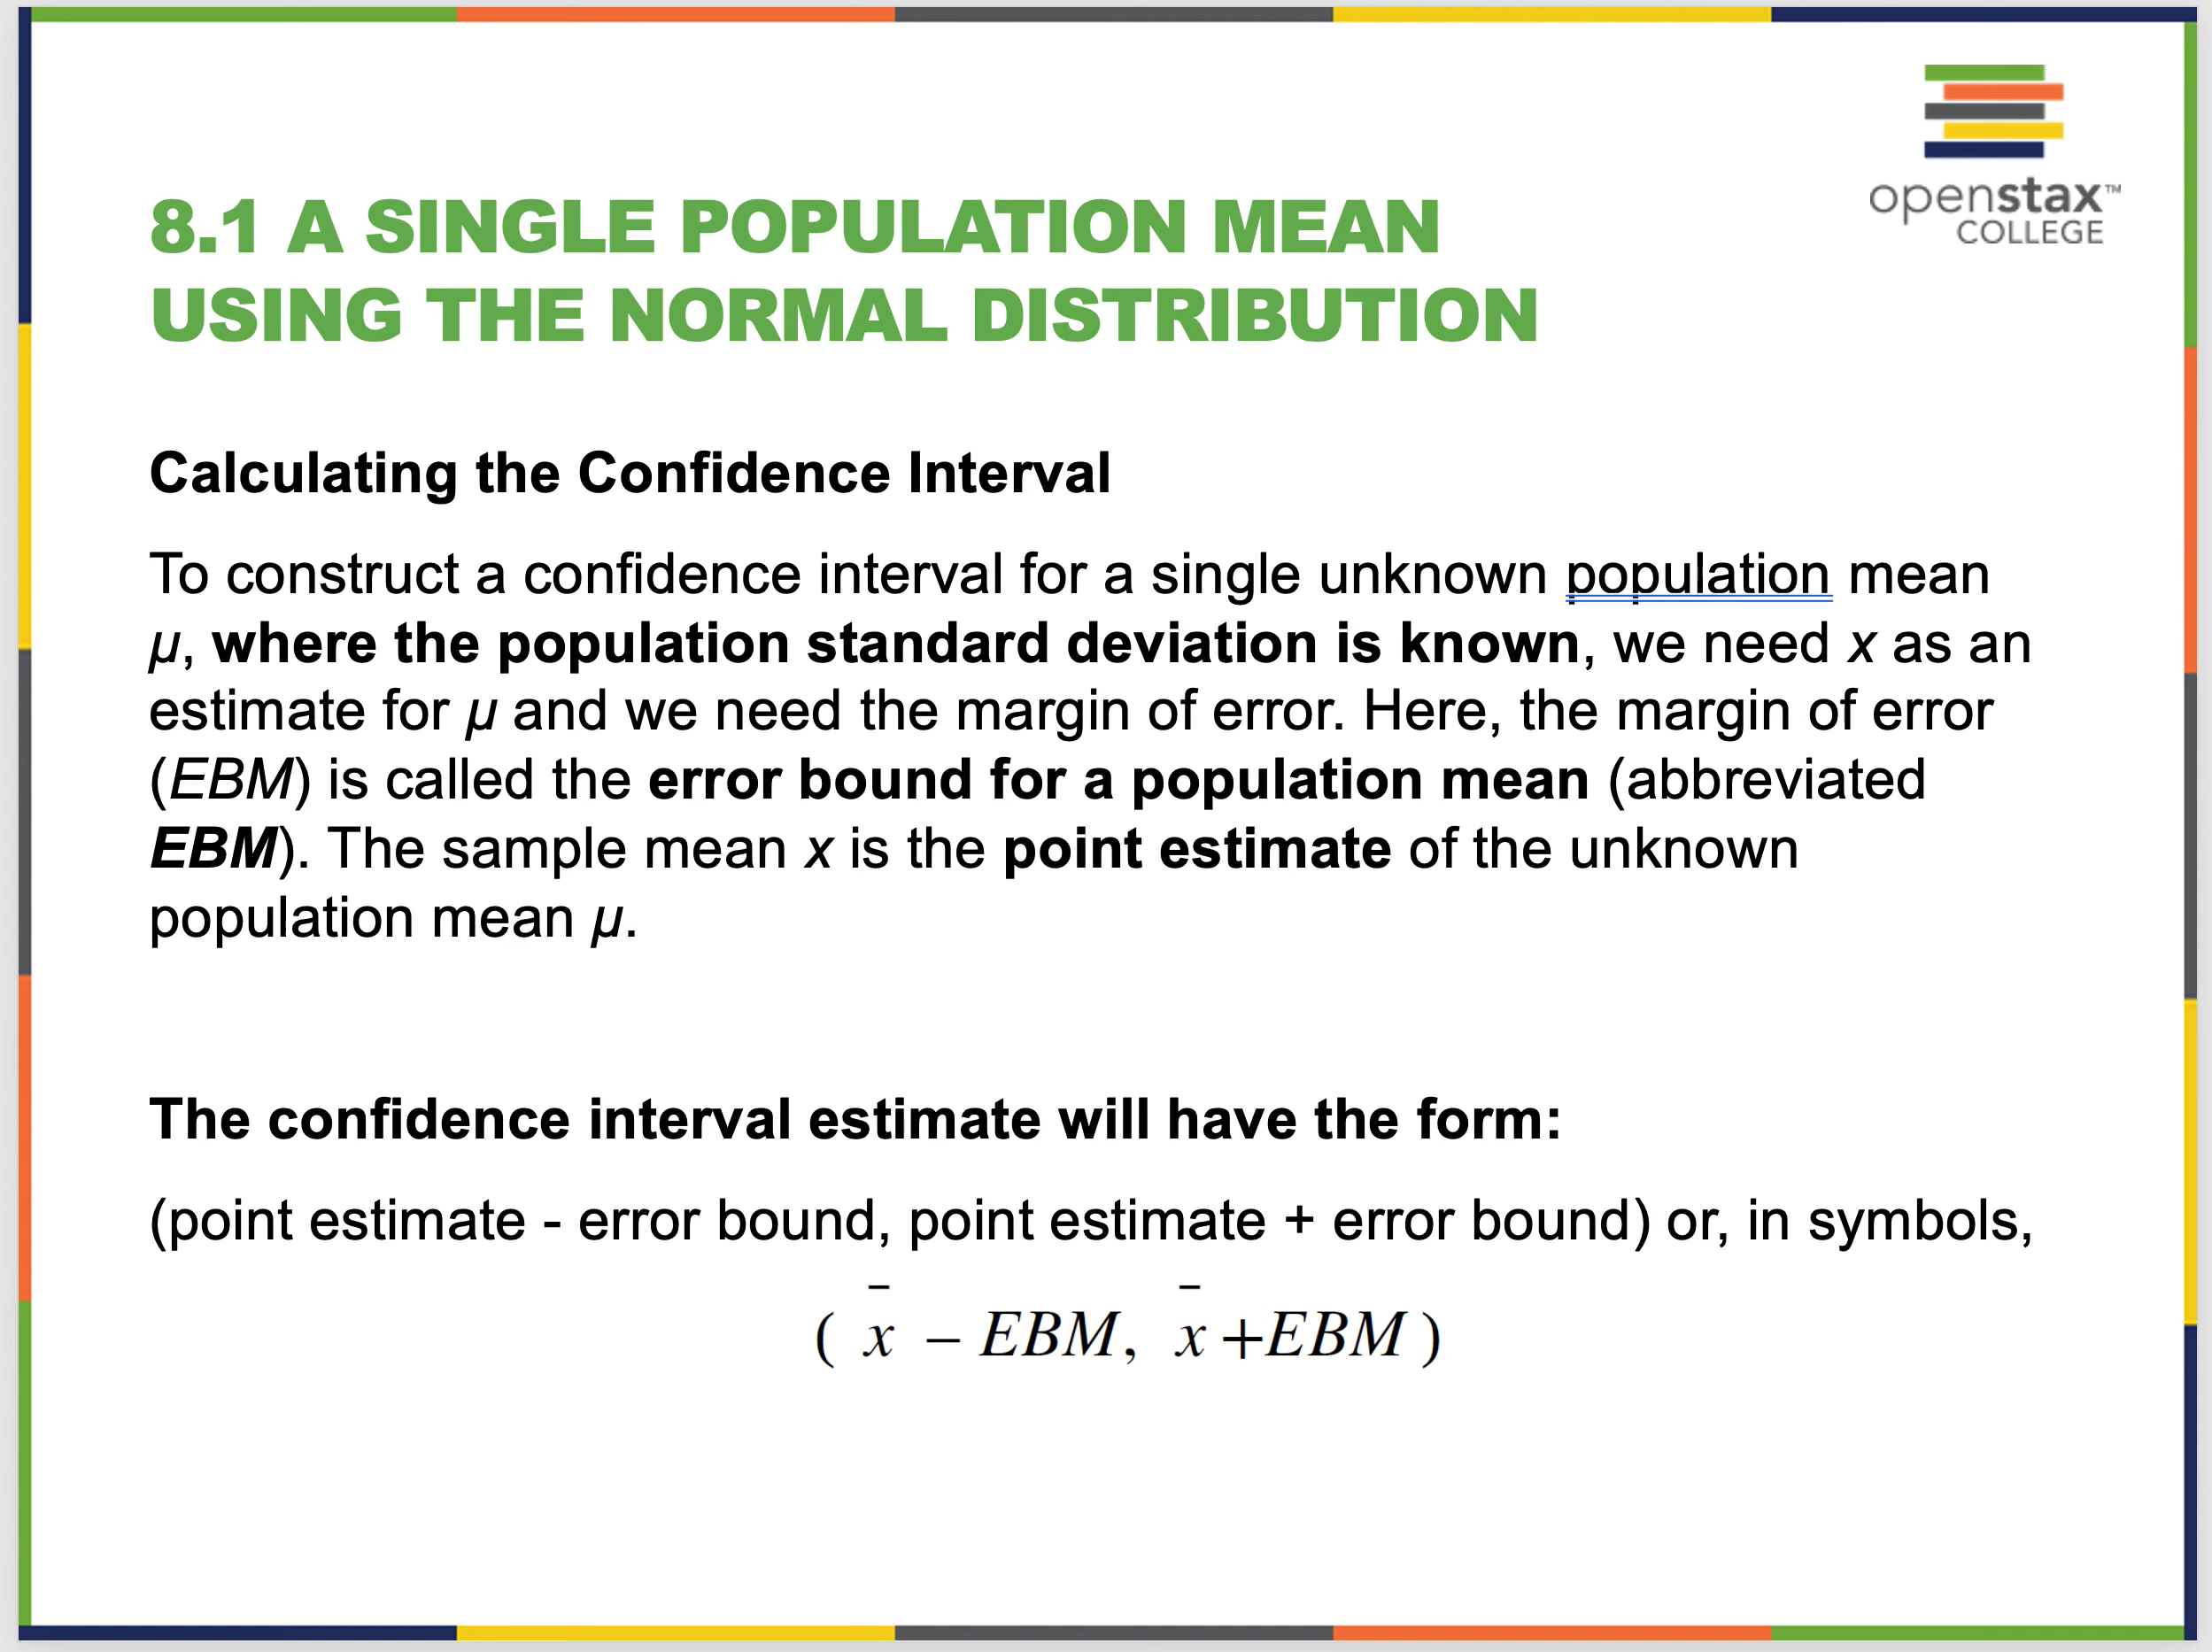 openstax™
COLLEGE
8.1 A SINGLE POPULATION MEAN
USING THE NORMAL DISTRIBUTION
Calculating the Confidence Interval
To construct a confidence interval for a single unknown population mean
μ, where the population standard deviation is known, we need x as an
estimate for μ and we need the margin of error. Here, the margin of error
(EBM) is called the error bound for a population mean (abbreviated
EBM). The sample mean x is the point estimate of the unknown
population mean μ.
The confidence interval estimate will have the form:
(point estimate - error bound, point estimate + error bound) or, in symbols,
( x̄ – EBM, x̄ +EBM )